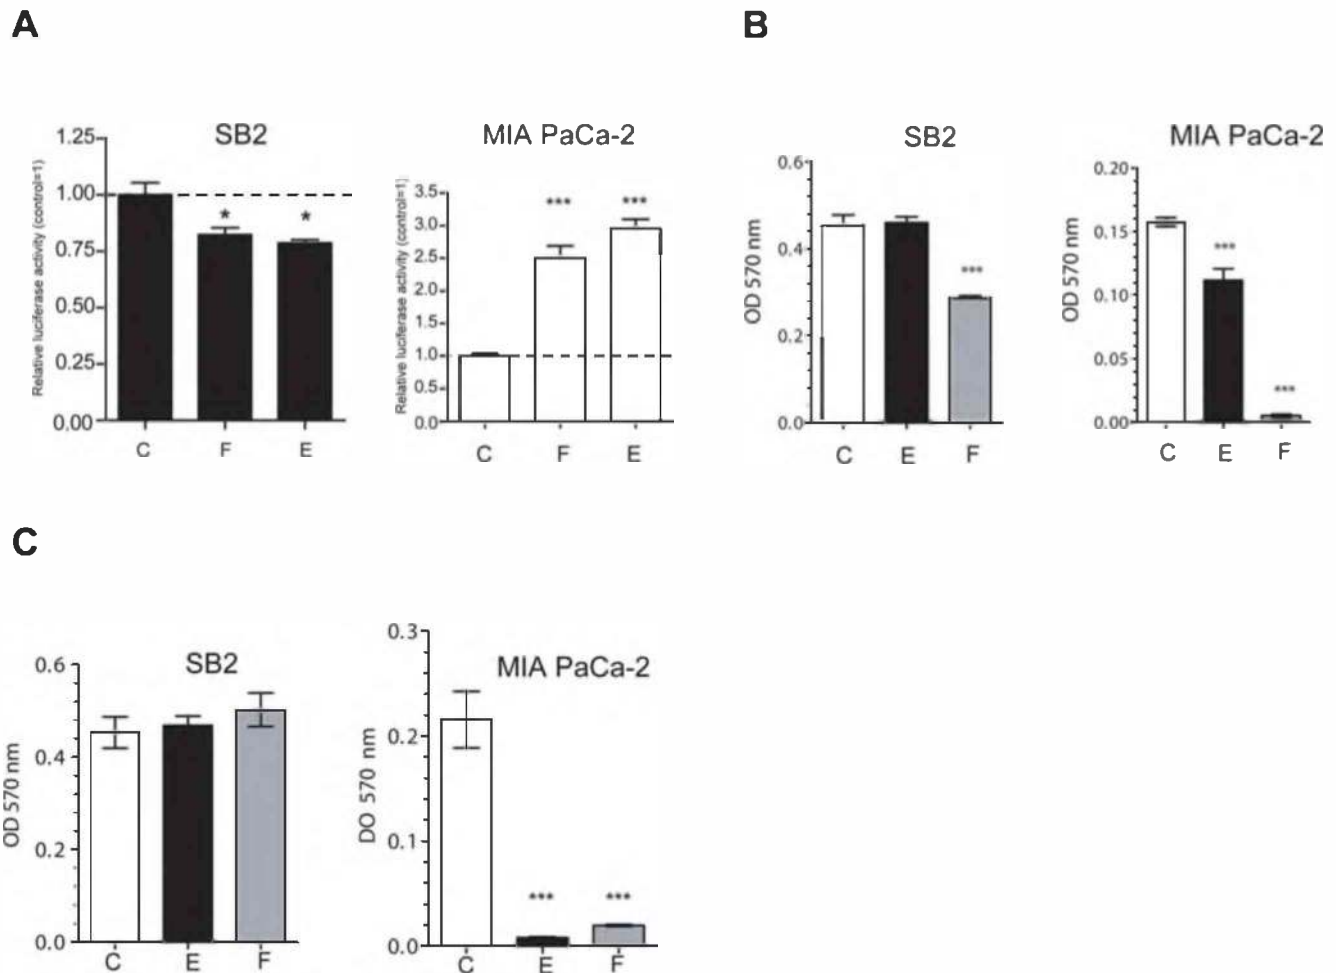 A
B
SB2
Relative luciferase activity (control=1)
1.25
1.00
0.75
0.50
0.25
0.00
*
*
C F E
MIA PaCa-2
Relative luciferase activity (control=1)
3.5
3.0
2.5
2.0
1.5
1.0
0.5
0.0
***
***
C F E
SB2
OD 570 nm
0.6
0.4
0.2
0.0
***
C E F
MIA PaCa-2
OD 570 nm
0.20
0.15
0.10
0.05
0.00
***
***
C E F
C
SB2
OD 570 nm
0.6
0.4
0.2
0.0
C E F
MIA PaCa-2
DO 570 nm
0.3
0.2
0.1
0.0
***
***
C E F